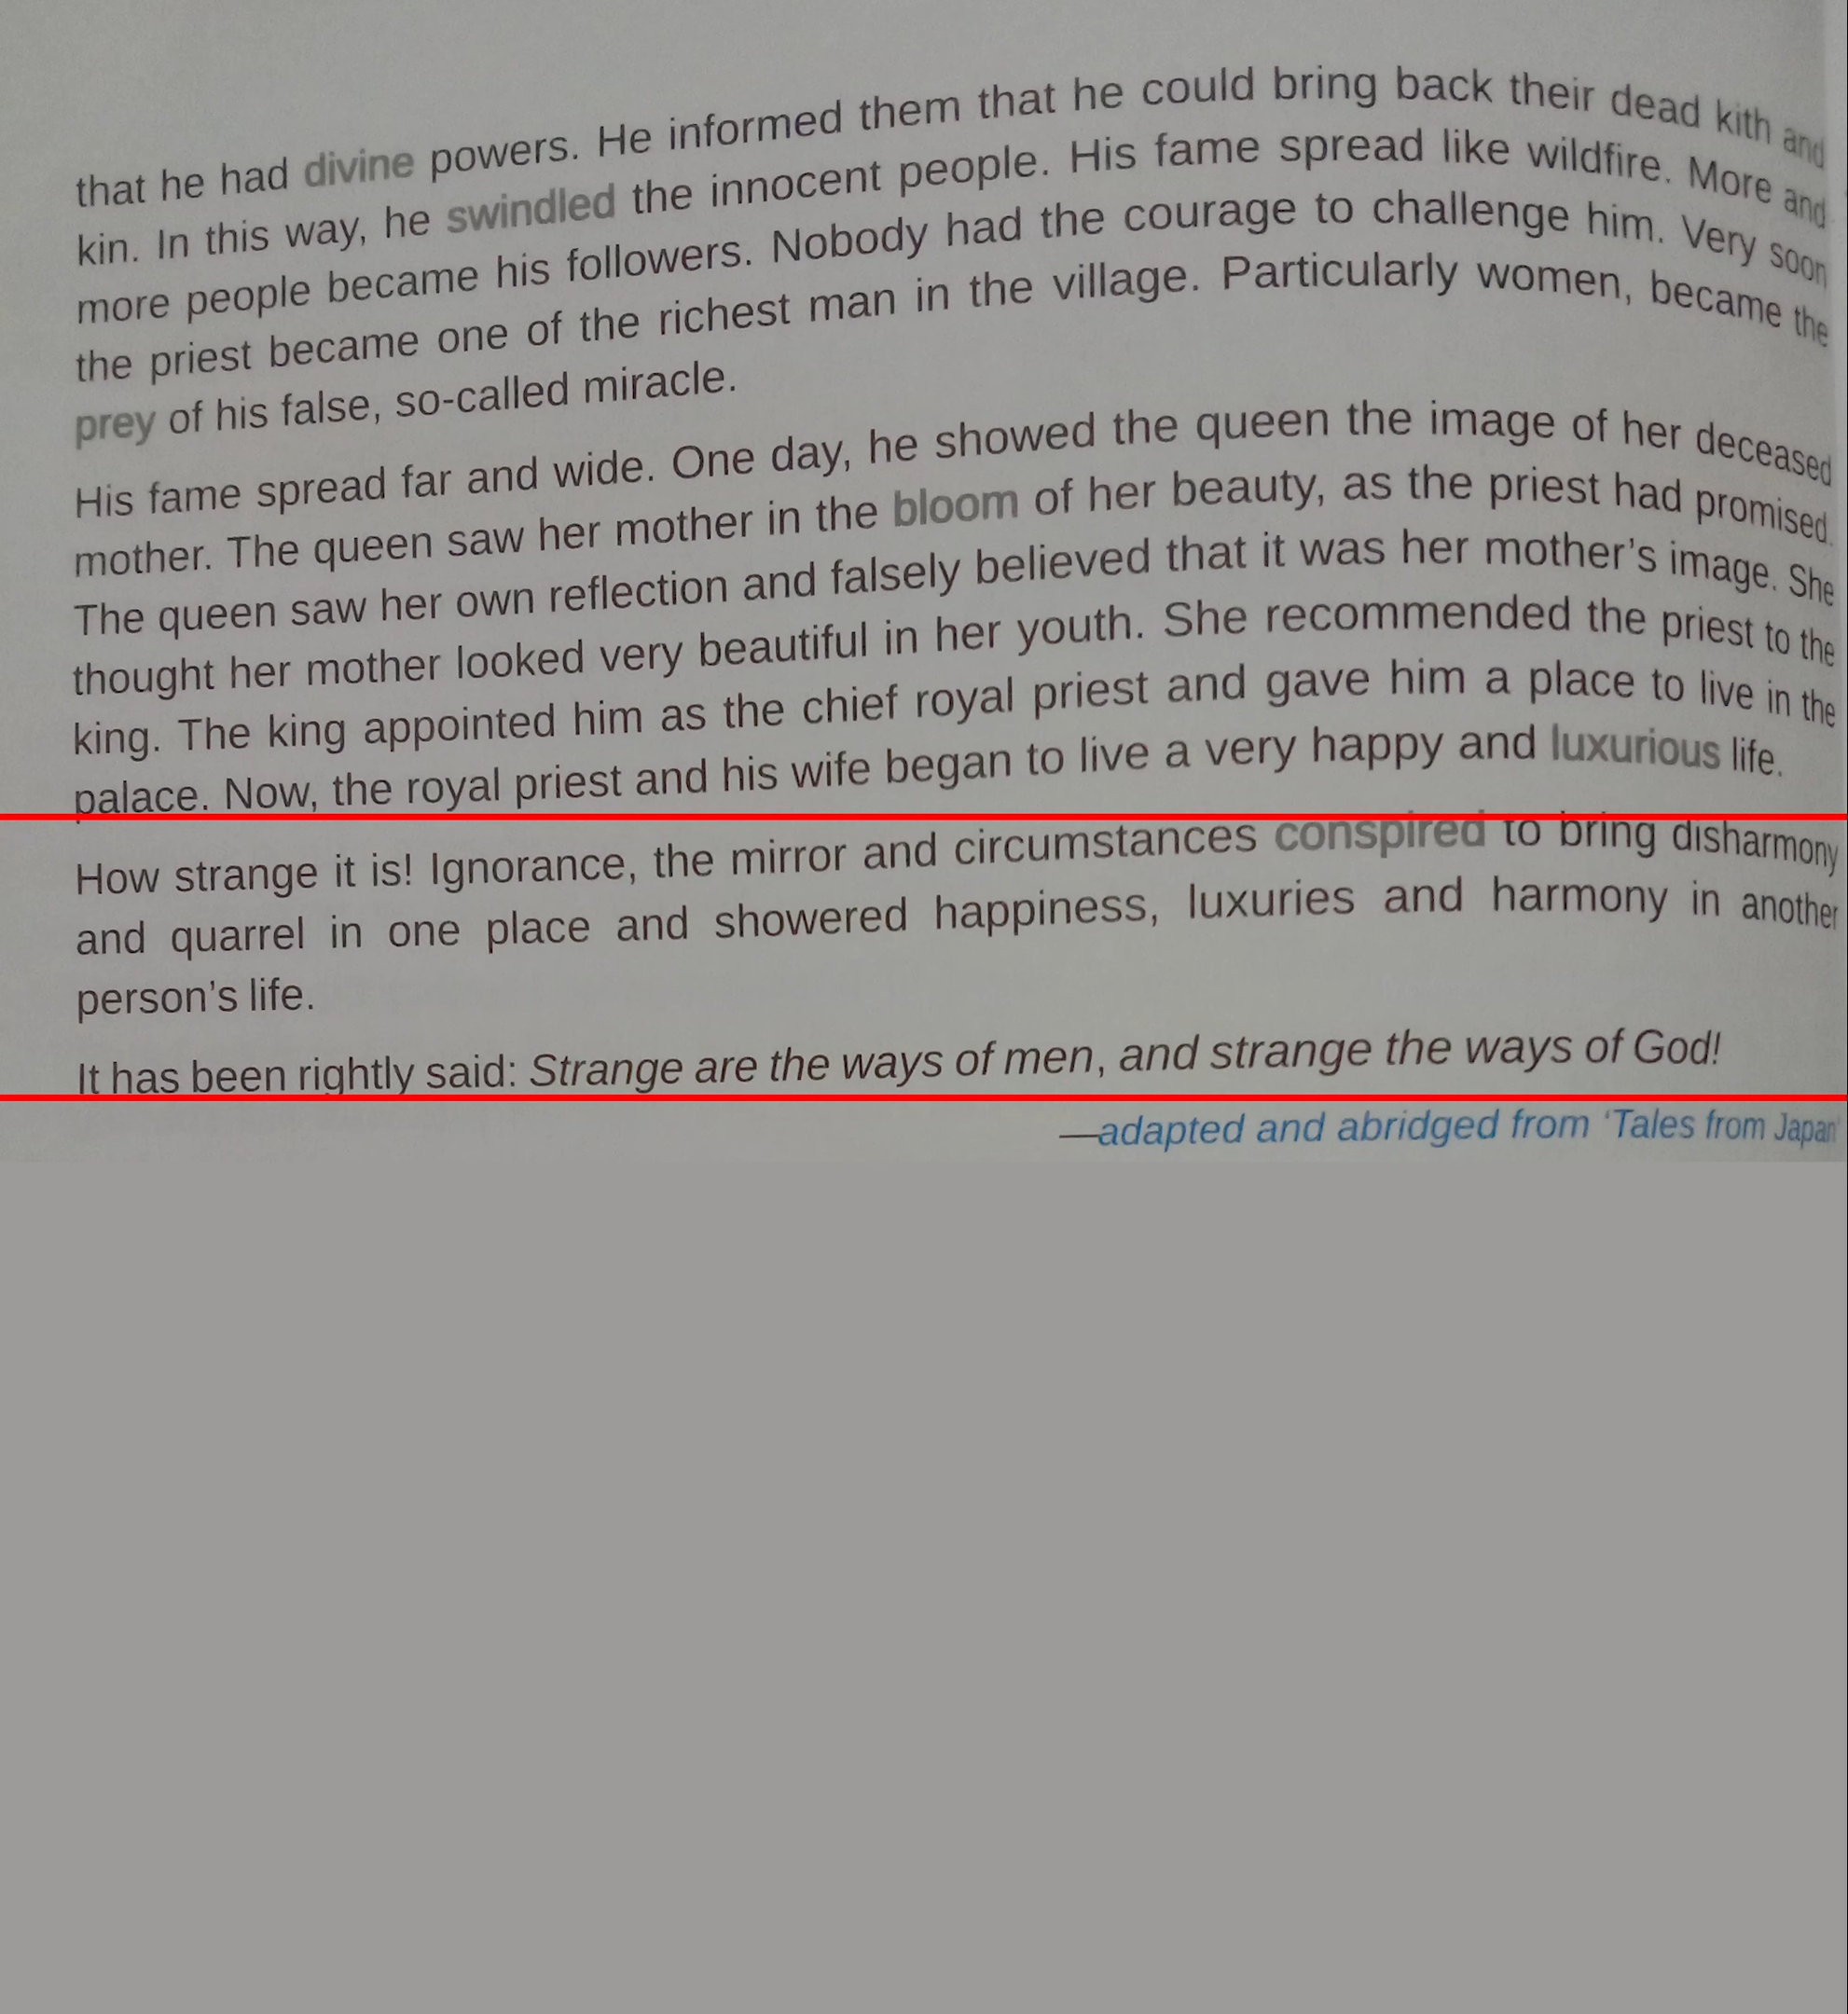 that he had divine powers. He informed them that he could bring back their dead kith and
kin. In this way, he swindled the innocent people. His fame spread like wildfire. More and
more people became his followers. Nobody had the courage to challenge him. Very soon
the priest became one of the richest man in the village. Particularly women, became the
prey of his false, so-called miracle.
His fame spread far and wide. One day, he showed the queen the image of her deceased
mother. The queen saw her mother in the bloom of her beauty, as the priest had promised.
The queen saw her own reflection and falsely believed that it was her mother’s image. She
thought her mother looked very beautiful in her youth. She recommended the priest to the
king. The king appointed him as the chief royal priest and gave him a place to live in the
palace. Now, the royal priest and his wife began to live a very happy and luxurious life.
How strange it is! Ignorance, the mirror and circumstances conspired to bring disharmony
and quarrel in one place and showered happiness, luxuries and harmony in another
person’s life.
It has been rightly said: Strange are the ways of men, and strange the ways of God!
—adapted and abridged from ‘Tales from Japan’